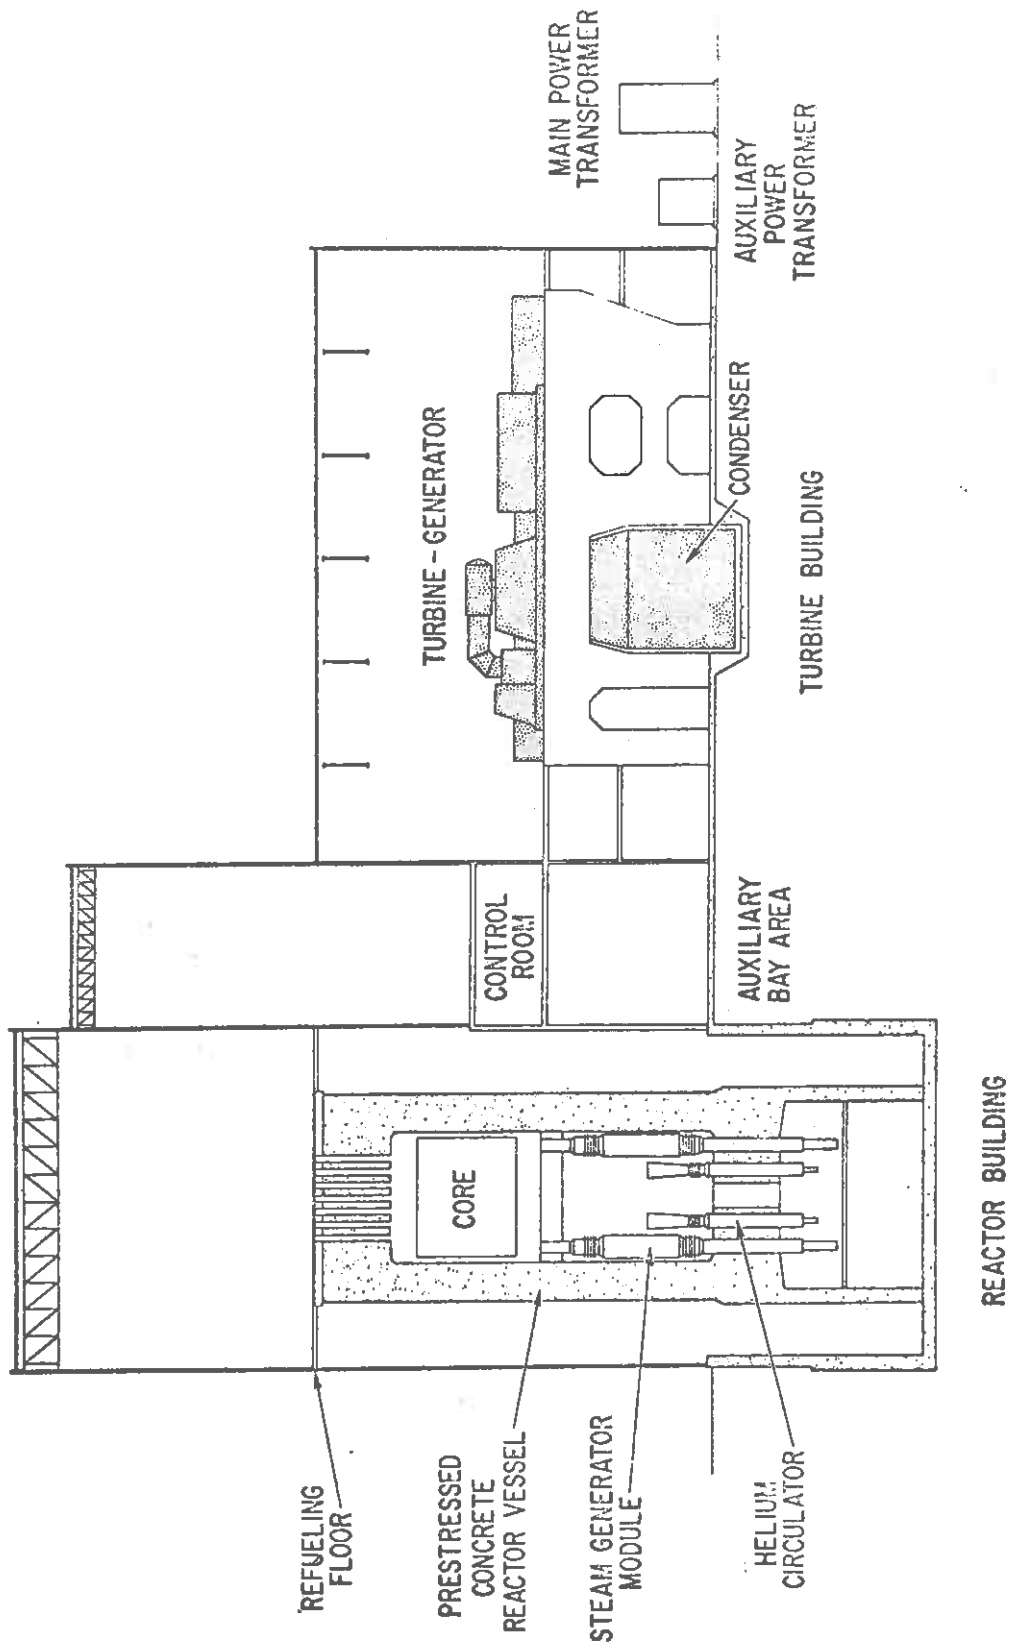 REFUELING
FLOOR
PRESTRESSED
CONCRETE
REACTOR VESSEL
STEAM GENERATOR
MODULE
HELIUM
CIRCULATOR
CORE
REACTOR BUILDING
CONTROL
ROOM
AUXILIARY
BAY AREA
TURBINE-GENERATOR
CONDENSER
TURBINE BUILDING
MAIN POWER
TRANSFORMER
AUXILIARY
POWER
TRANSFORMER